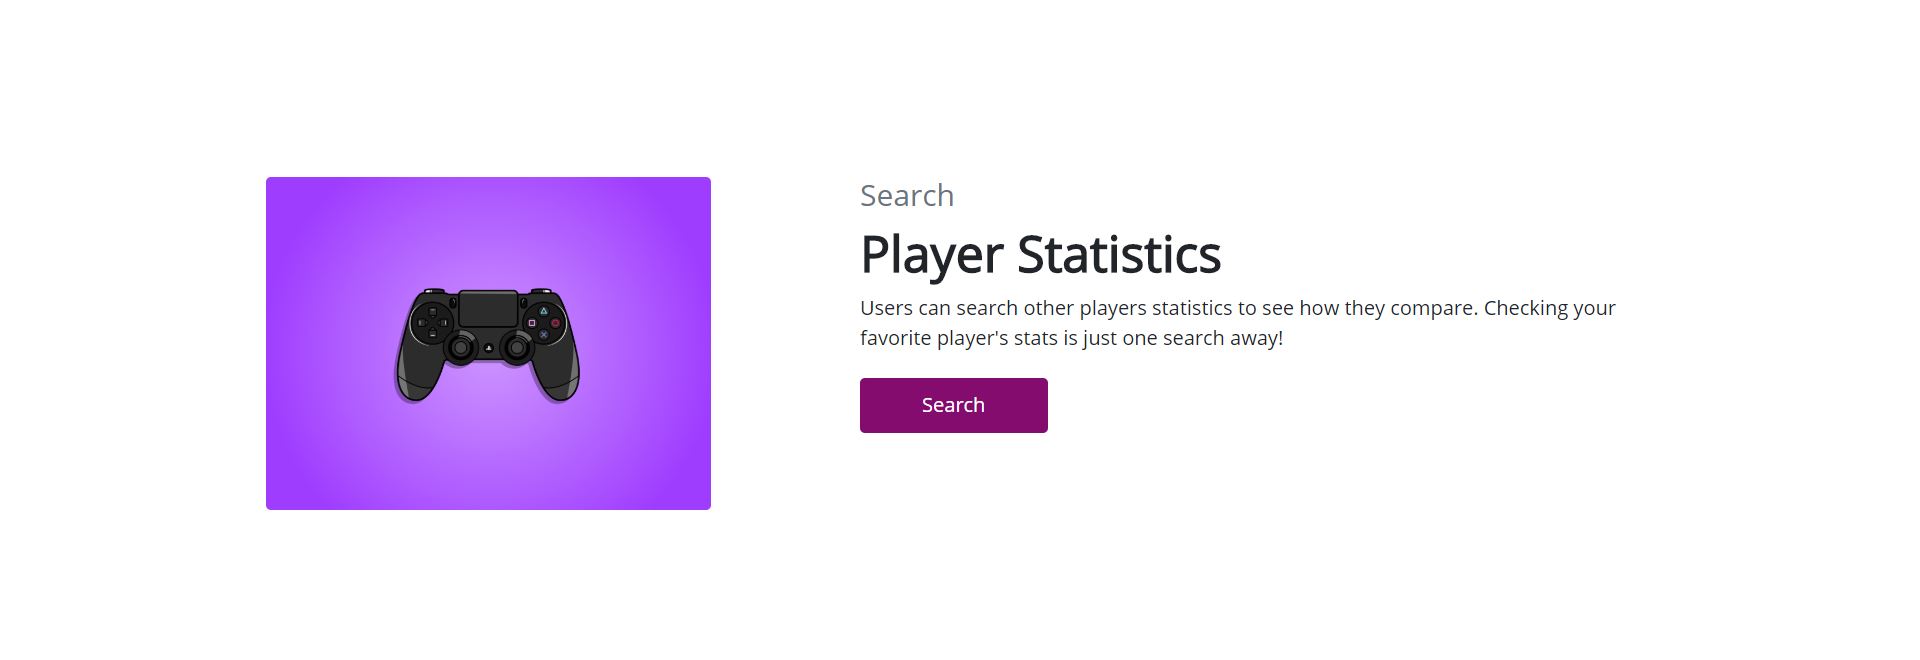 Search
Player Statistics
Users can search other players statistics to see how they compare. Checking your
favorite player's stats is just one search away!
Search